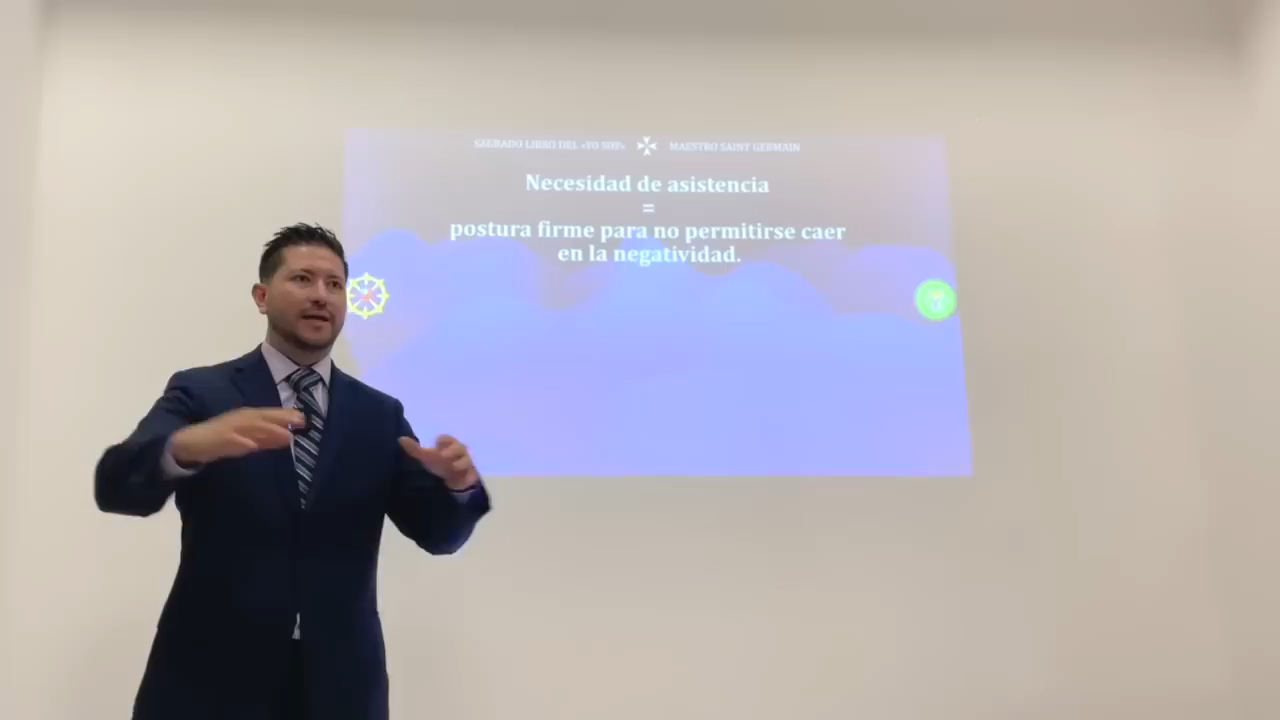 SAGRADO LIBRO DEL «YO SOY» MAESTRO SAINT GERMAIN
Necesidad de asistencia
=
postura firme para no permitirse caer
en la negatividad.